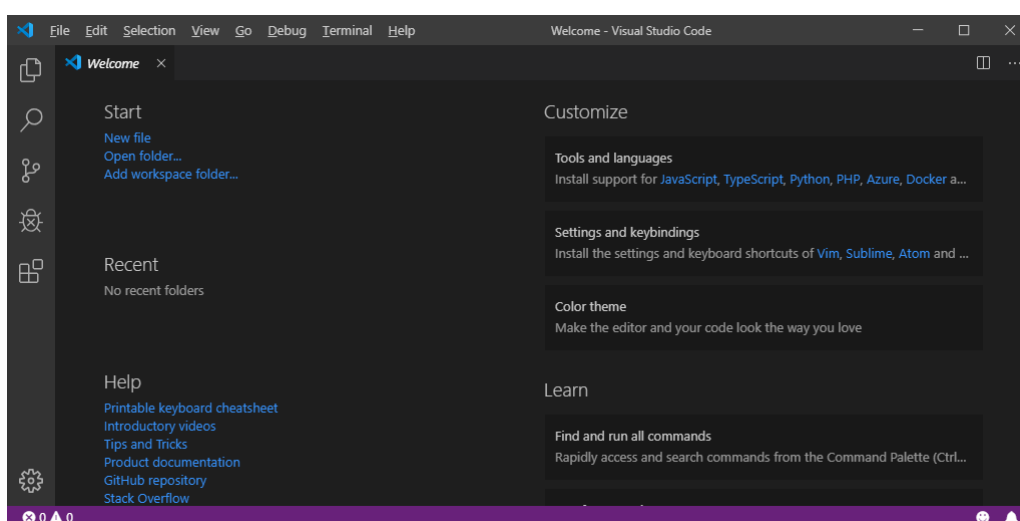 File Edit Selection View Go Debug Terminal Help Welcome - Visual Studio Code
Welcome
Start
New file
Open folder...
Add workspace folder...
Recent
No recent folders
Help
Printable keyboard cheatsheet
Introductory videos
Tips and Tricks
Product documentation
GitHub repository
Stack Overflow
Customize
Tools and languages
Install support for JavaScript, TypeScript, Python, PHP, Azure, Docker a...
Settings and keybindings
Install the settings and keyboard shortcuts of Vim, Sublime, Atom and ...
Color theme
Make the editor and your code look the way you love
Learn
Find and run all commands
Rapidly access and search commands from the Command Palette (Ctrl...
0 0